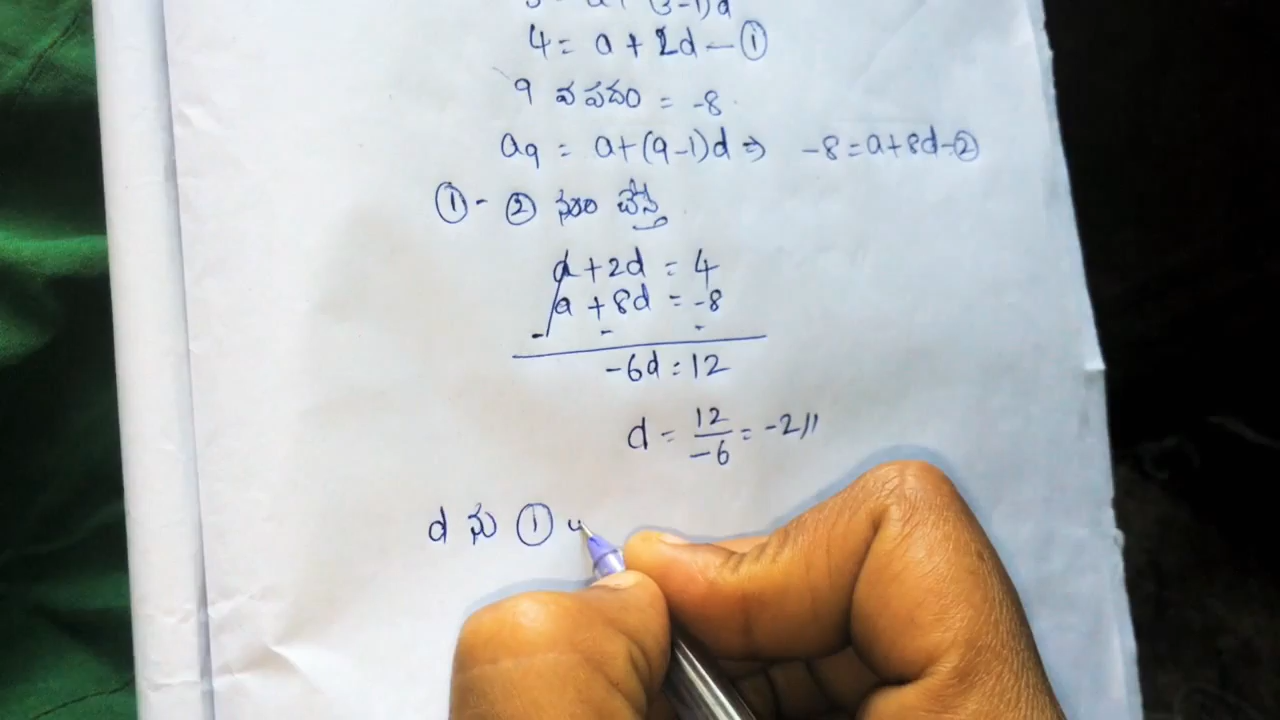 4 = a + 2d — ①
9 వ పదం = -8
a9 = a+(9-1)d ⇒ -8 = a+8d-②
① - ② చేస్తే
a + 2d = 4
a + 8d = -8
- - -
-6d = 12
d = 12/-6 = -2//
d ను ①